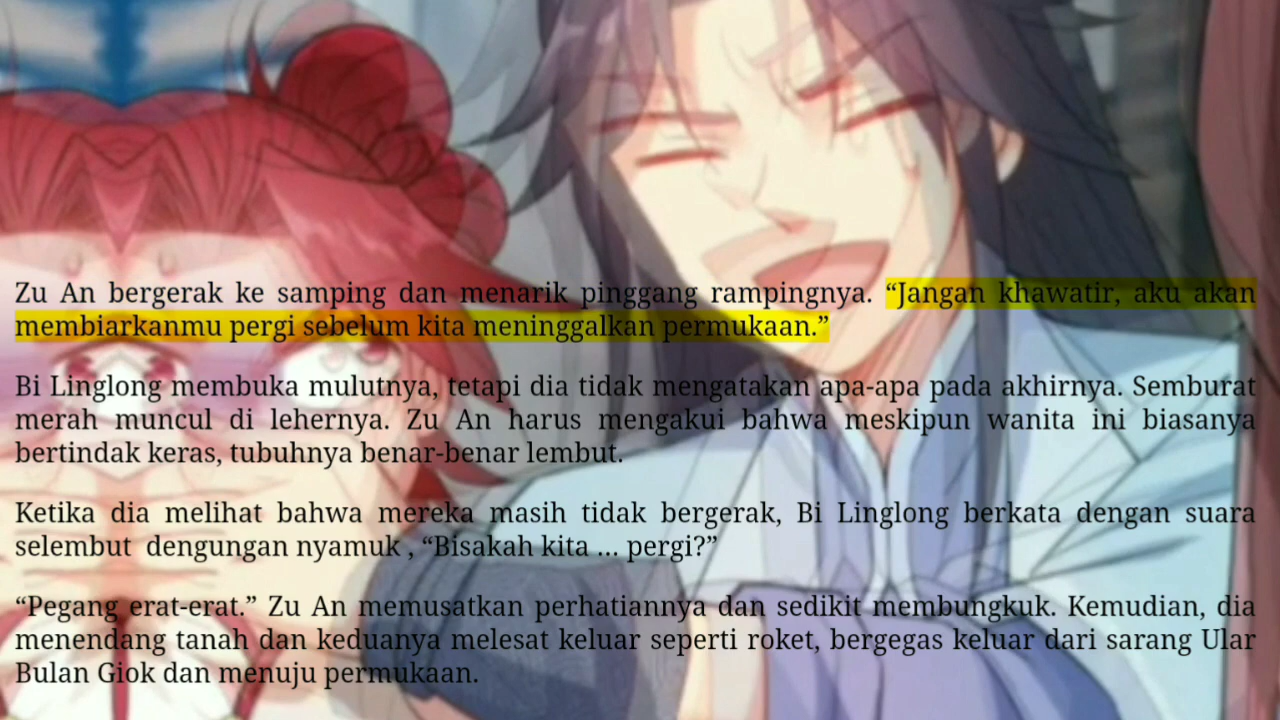 Zu An bergerak ke samping dan menarik pinggang rampingnya. “Jangan khawatir, aku akan
membiarkanmu pergi sebelum kita meninggalkan permukaan.”
Bi Linglong membuka mulutnya, tetapi dia tidak mengatakan apa-apa pada akhirnya. Semburat
merah muncul di lehernya. Zu An harus mengakui bahwa meskipun wanita ini biasanya
bertindak keras, tubuhnya benar-benar lembut.
Ketika dia melihat bahwa mereka masih tidak bergerak, Bi Linglong berkata dengan suara
selembut dengungan nyamuk , “Bisakah kita ... pergi?”
“Pegang erat-erat.” Zu An memusatkan perhatiannya dan sedikit membungkuk. Kemudian, dia
menendang tanah dan keduanya melesat keluar seperti roket, bergegas keluar dari sarang Ular
Bulan Giok dan menuju permukaan.